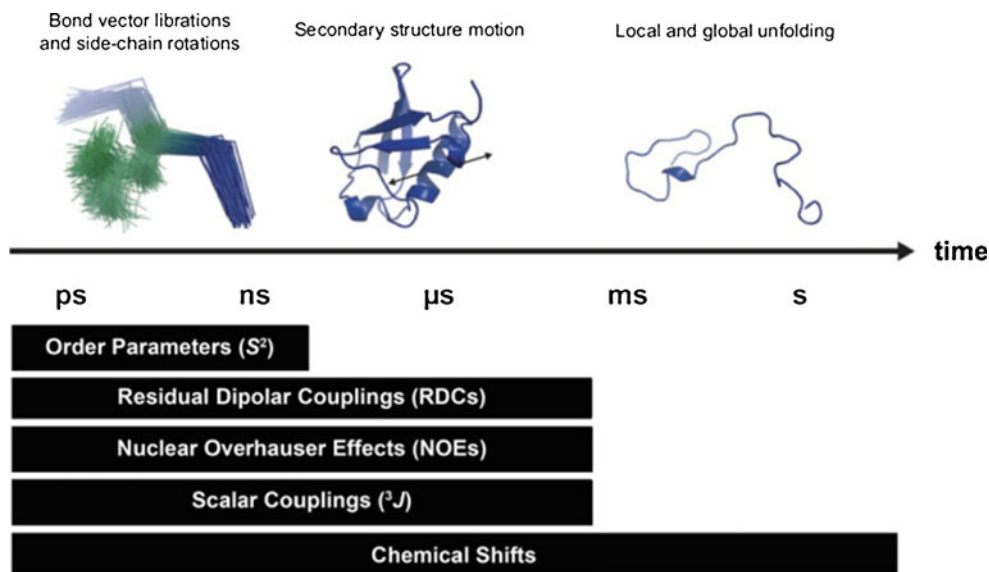 Bond vector librations
and side-chain rotations
Secondary structure motion
Local and global unfolding
time
ps ns µs ms s
Order Parameters (S²)
Residual Dipolar Couplings (RDCs)
Nuclear Overhauser Effects (NOEs)
Scalar Couplings (³J)
Chemical Shifts